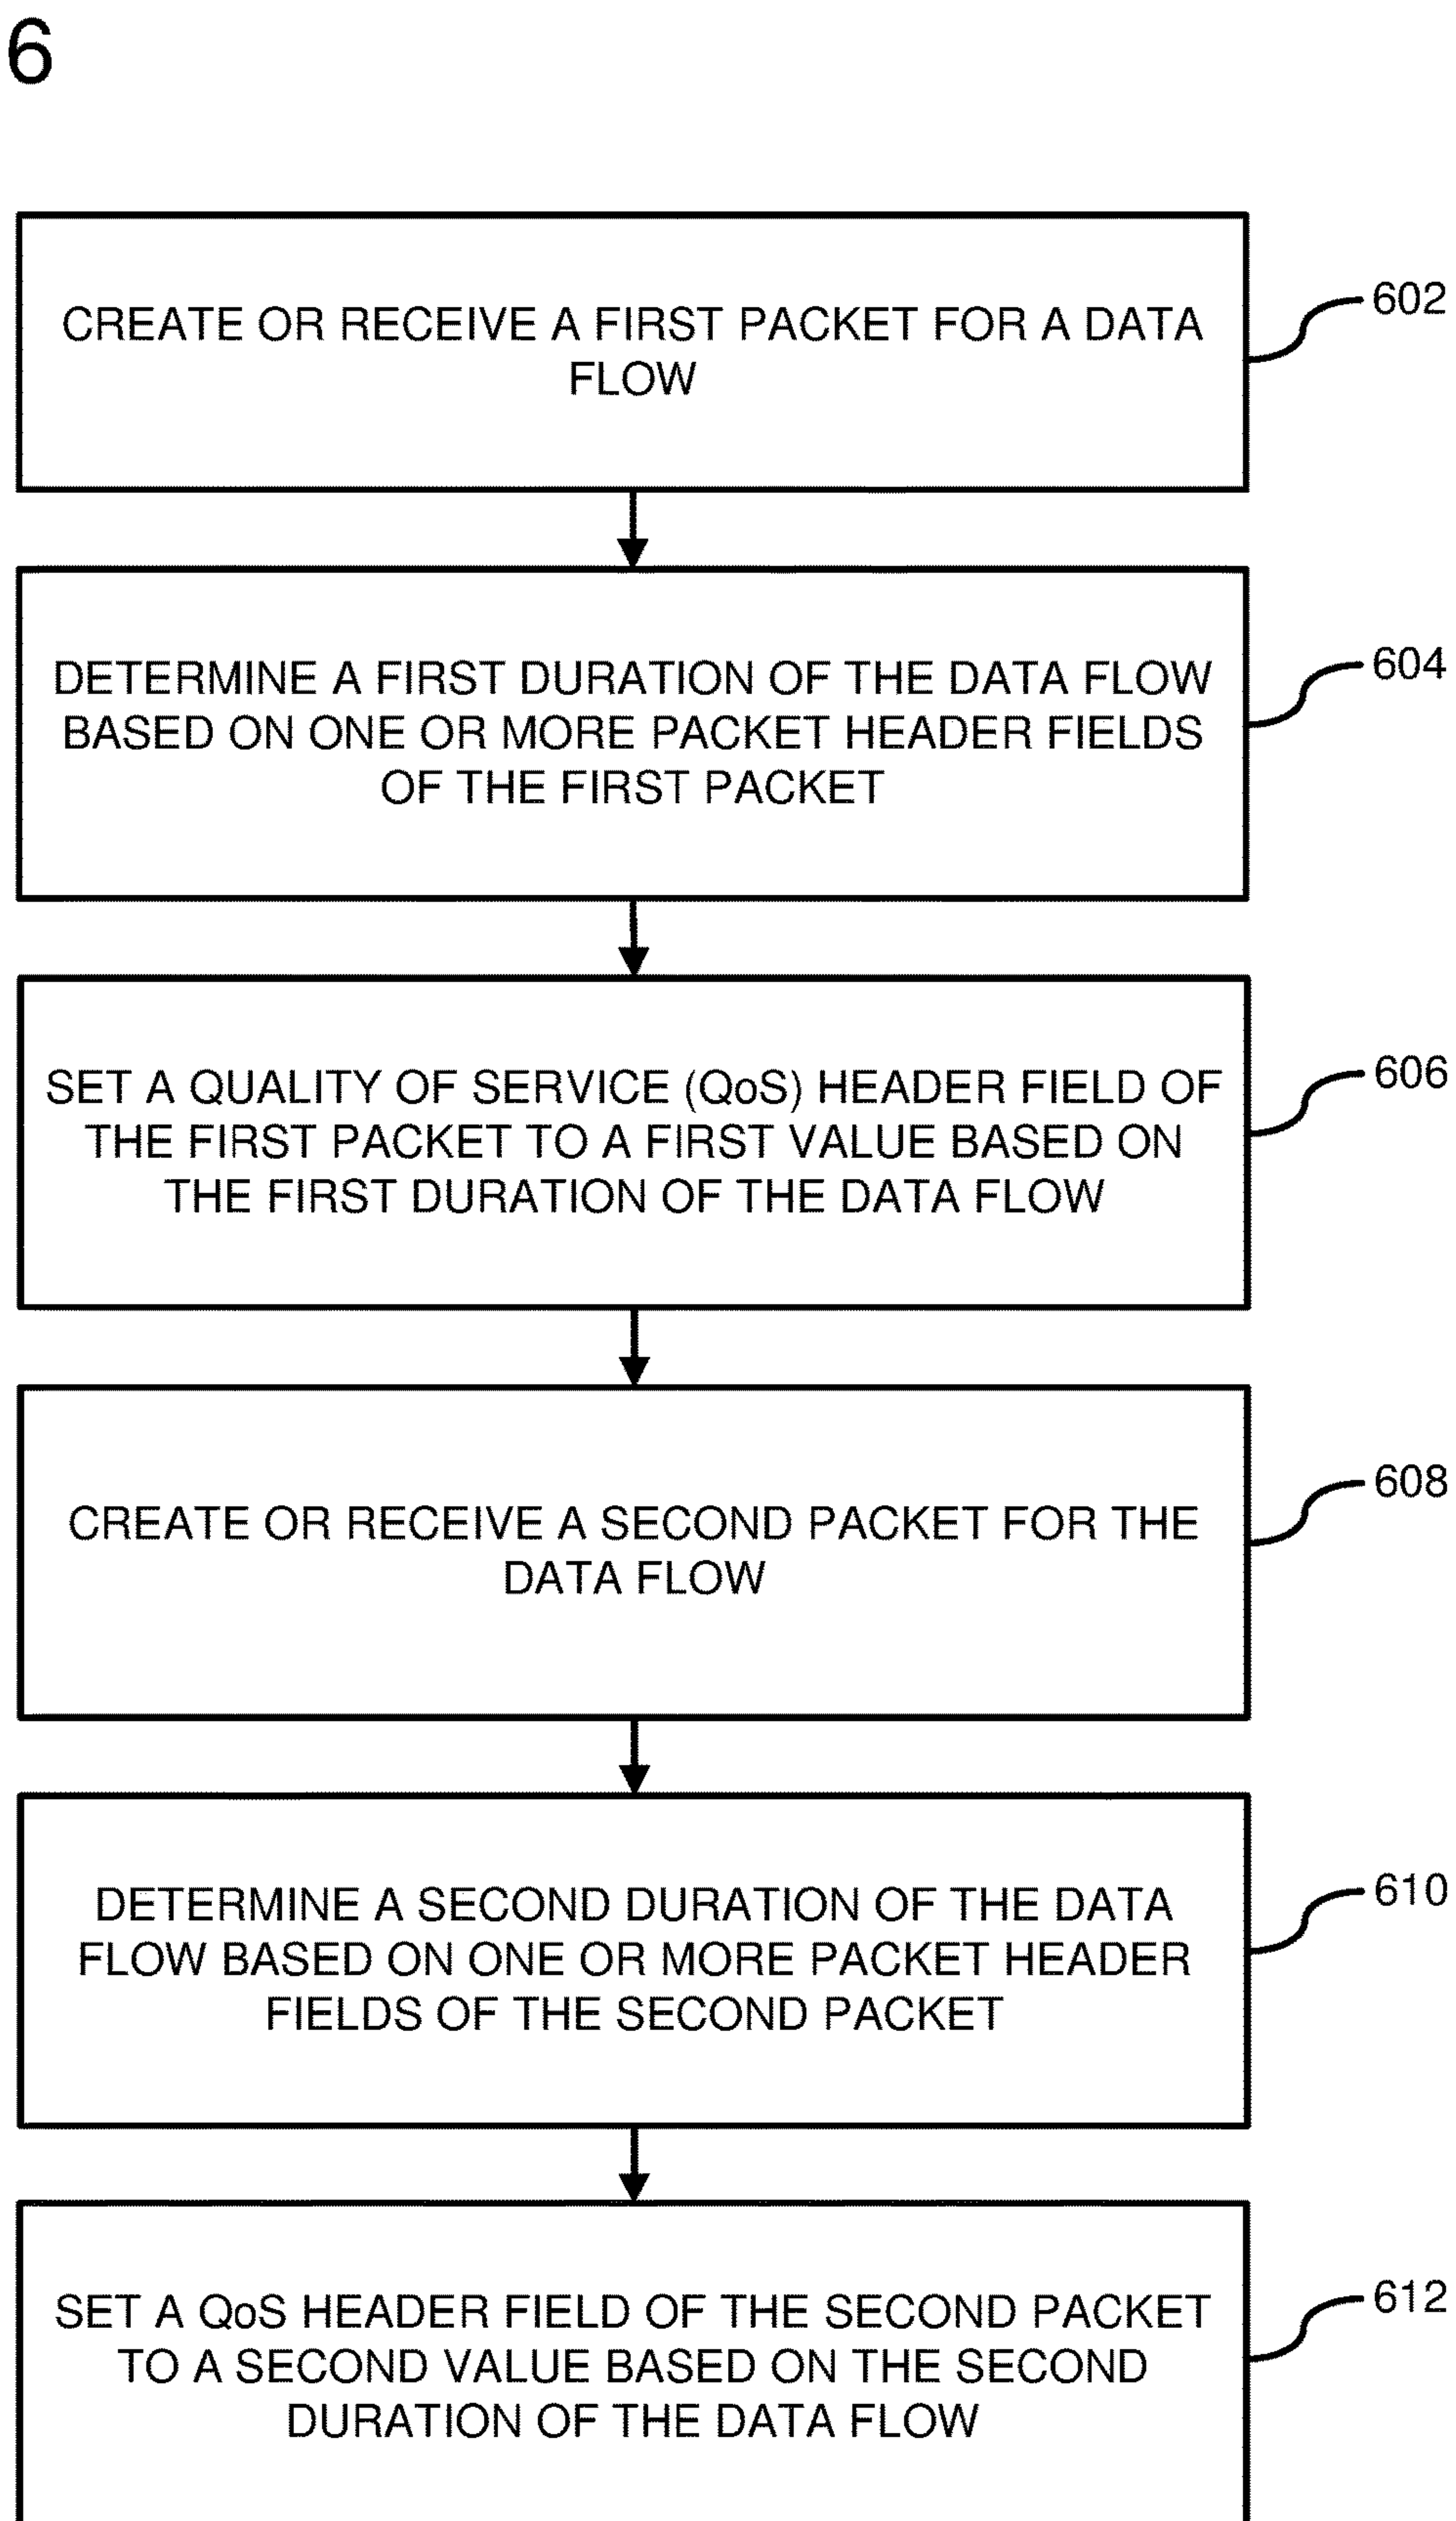 6
CREATE OR RECEIVE A FIRST PACKET FOR A DATA
FLOW
602
DETERMINE A FIRST DURATION OF THE DATA FLOW
BASED ON ONE OR MORE PACKET HEADER FIELDS
OF THE FIRST PACKET
604
SET A QUALITY OF SERVICE (QoS) HEADER FIELD OF
THE FIRST PACKET TO A FIRST VALUE BASED ON
THE FIRST DURATION OF THE DATA FLOW
606
CREATE OR RECEIVE A SECOND PACKET FOR THE
DATA FLOW
608
DETERMINE A SECOND DURATION OF THE DATA
FLOW BASED ON ONE OR MORE PACKET HEADER
FIELDS OF THE SECOND PACKET
610
SET A QoS HEADER FIELD OF THE SECOND PACKET
TO A SECOND VALUE BASED ON THE SECOND
DURATION OF THE DATA FLOW
612